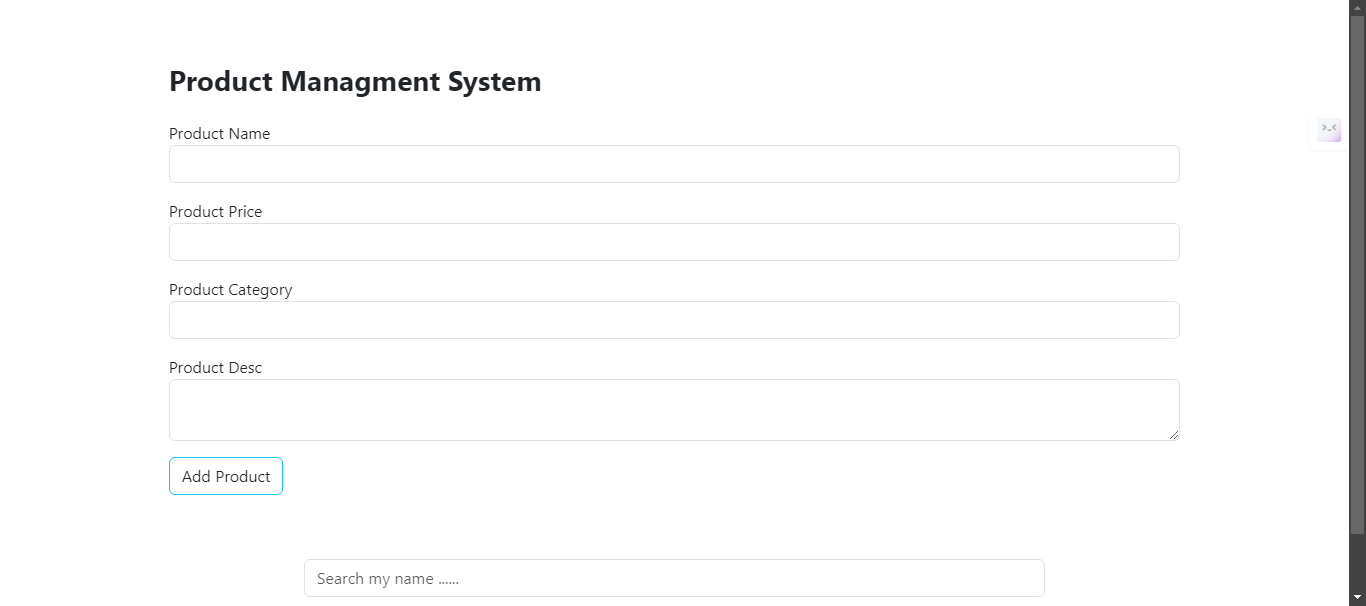 Product Managment System
Product Name
Product Price
Product Category
Product Desc
Add Product
Search my name ......